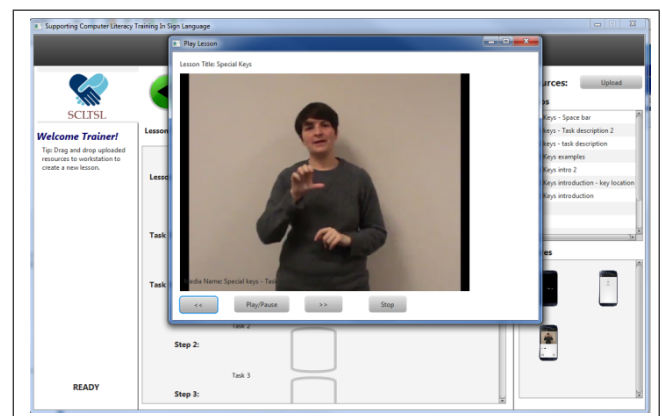 Supporting Computer Literacy Training In Sign Language
Play Lesson
Lesson Title: Special Keys
SCLTSL
Welcome Trainer!
Tip: Drag and drop uploaded
resources to workstation to
create a new lesson.
READY
Lesson
Task
Task
Media Name: Special keys - Task
<<
Play/Pause
>>
Stop
Task 2
Step 2:
Task 3
Step 3:
Upload
Keys - Space bar
keys - Task description 2
keys - task description
Keys examples
Keys intro 2
Keys introduction - key location
Keys introduction